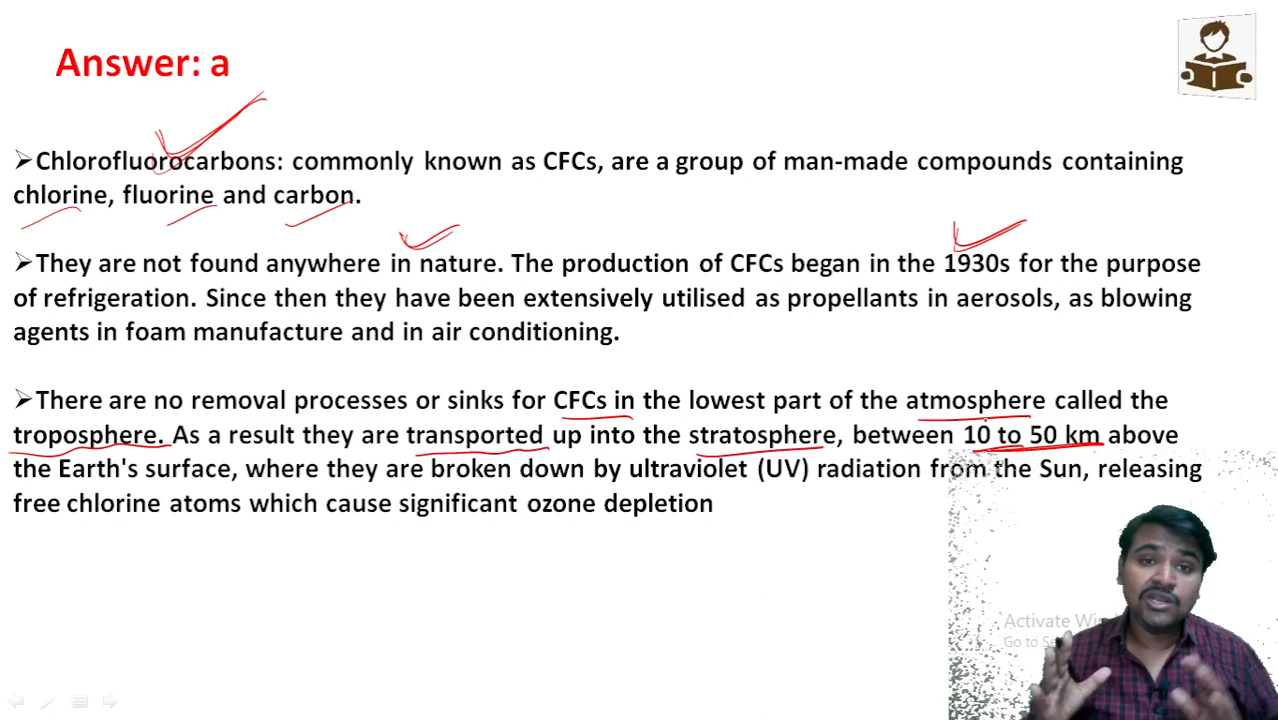 Answer: a
➢Chlorofluorocarbons: commonly known as CFCs, are a group of man-made compounds containing
chlorine, fluorine and carbon.
➢They are not found anywhere in nature. The production of CFCs began in the 1930s for the purpose
of refrigeration. Since then they have been extensively utilised as propellants in aerosols, as blowing
agents in foam manufacture and in air conditioning.
➢There are no removal processes or sinks for CFCs in the lowest part of the atmosphere called the
troposphere. As a result they are transported up into the stratosphere, between 10 to 50 km above
the Earth's surface, where they are broken down by ultraviolet (UV) radiation from the Sun, releasing
free chlorine atoms which cause significant ozone depletion
Activate
Go to